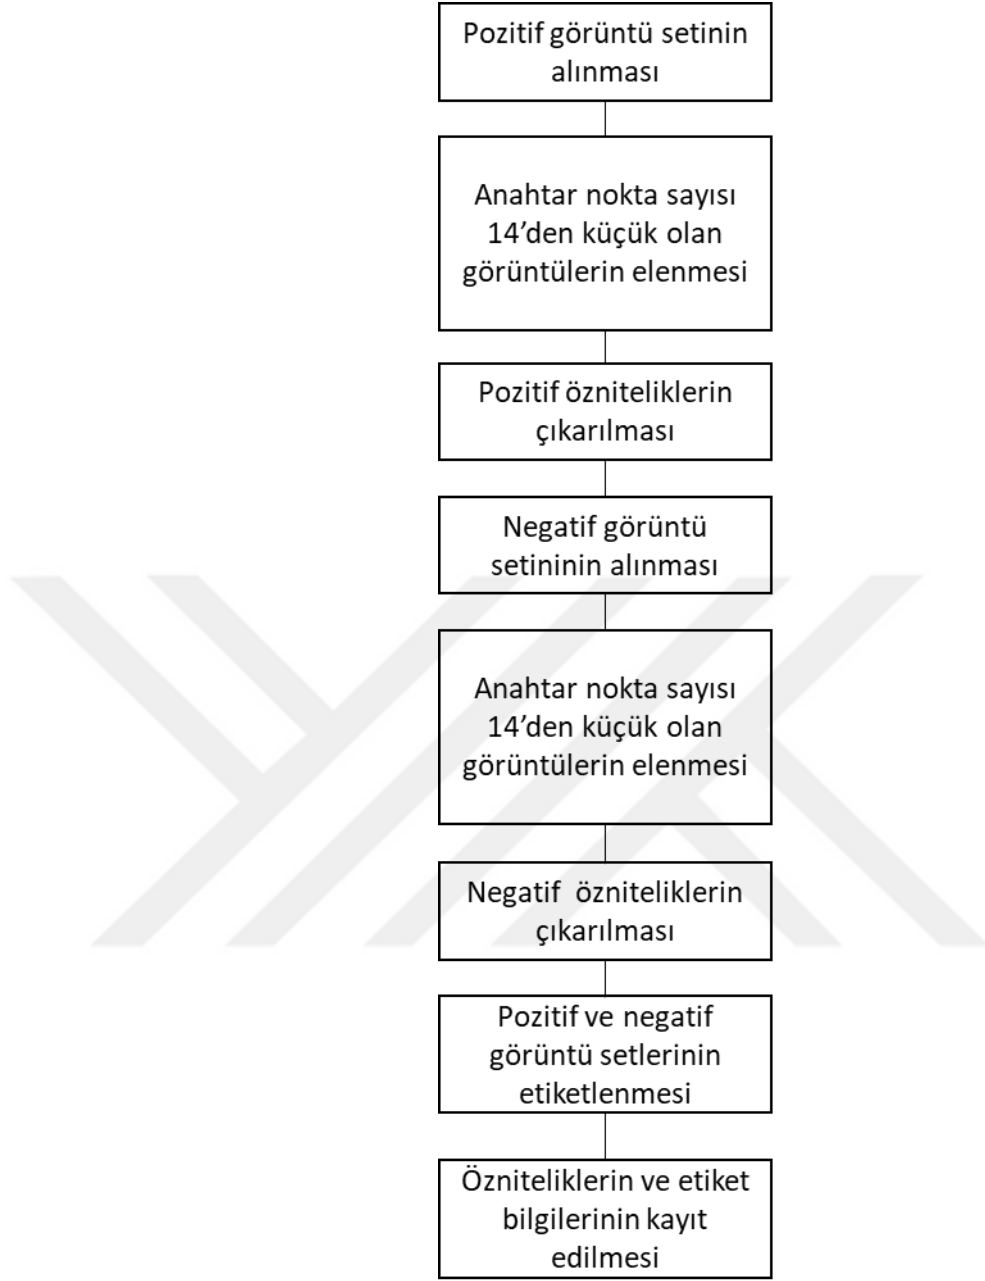 Pozitif görüntü setinin
alınması
Anahtar nokta sayısı
14’den küçük olan
görüntülerin elenmesi
Pozitif özniteliklerin
çıkarılması
Negatif görüntü
setininin alınması
Anahtar nokta sayısı
14’den küçük olan
görüntülerin elenmesi
Negatif  özniteliklerin
çıkarılması
Pozitif ve negatif
görüntü setlerinin
etiketlenmesi
Özniteliklerin ve etiket
bilgilerinin kayıt
edilmesi